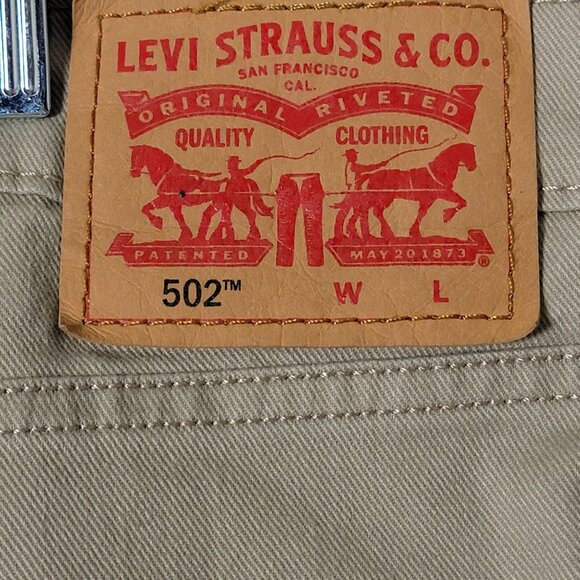 LEVI STRAUSS & CO.
SAN FRANCISCO
CAL.
ORIGINAL RIVETED
QUALITY CLOTHING
PATENTED MAY 20 1873 ®
502™ W L